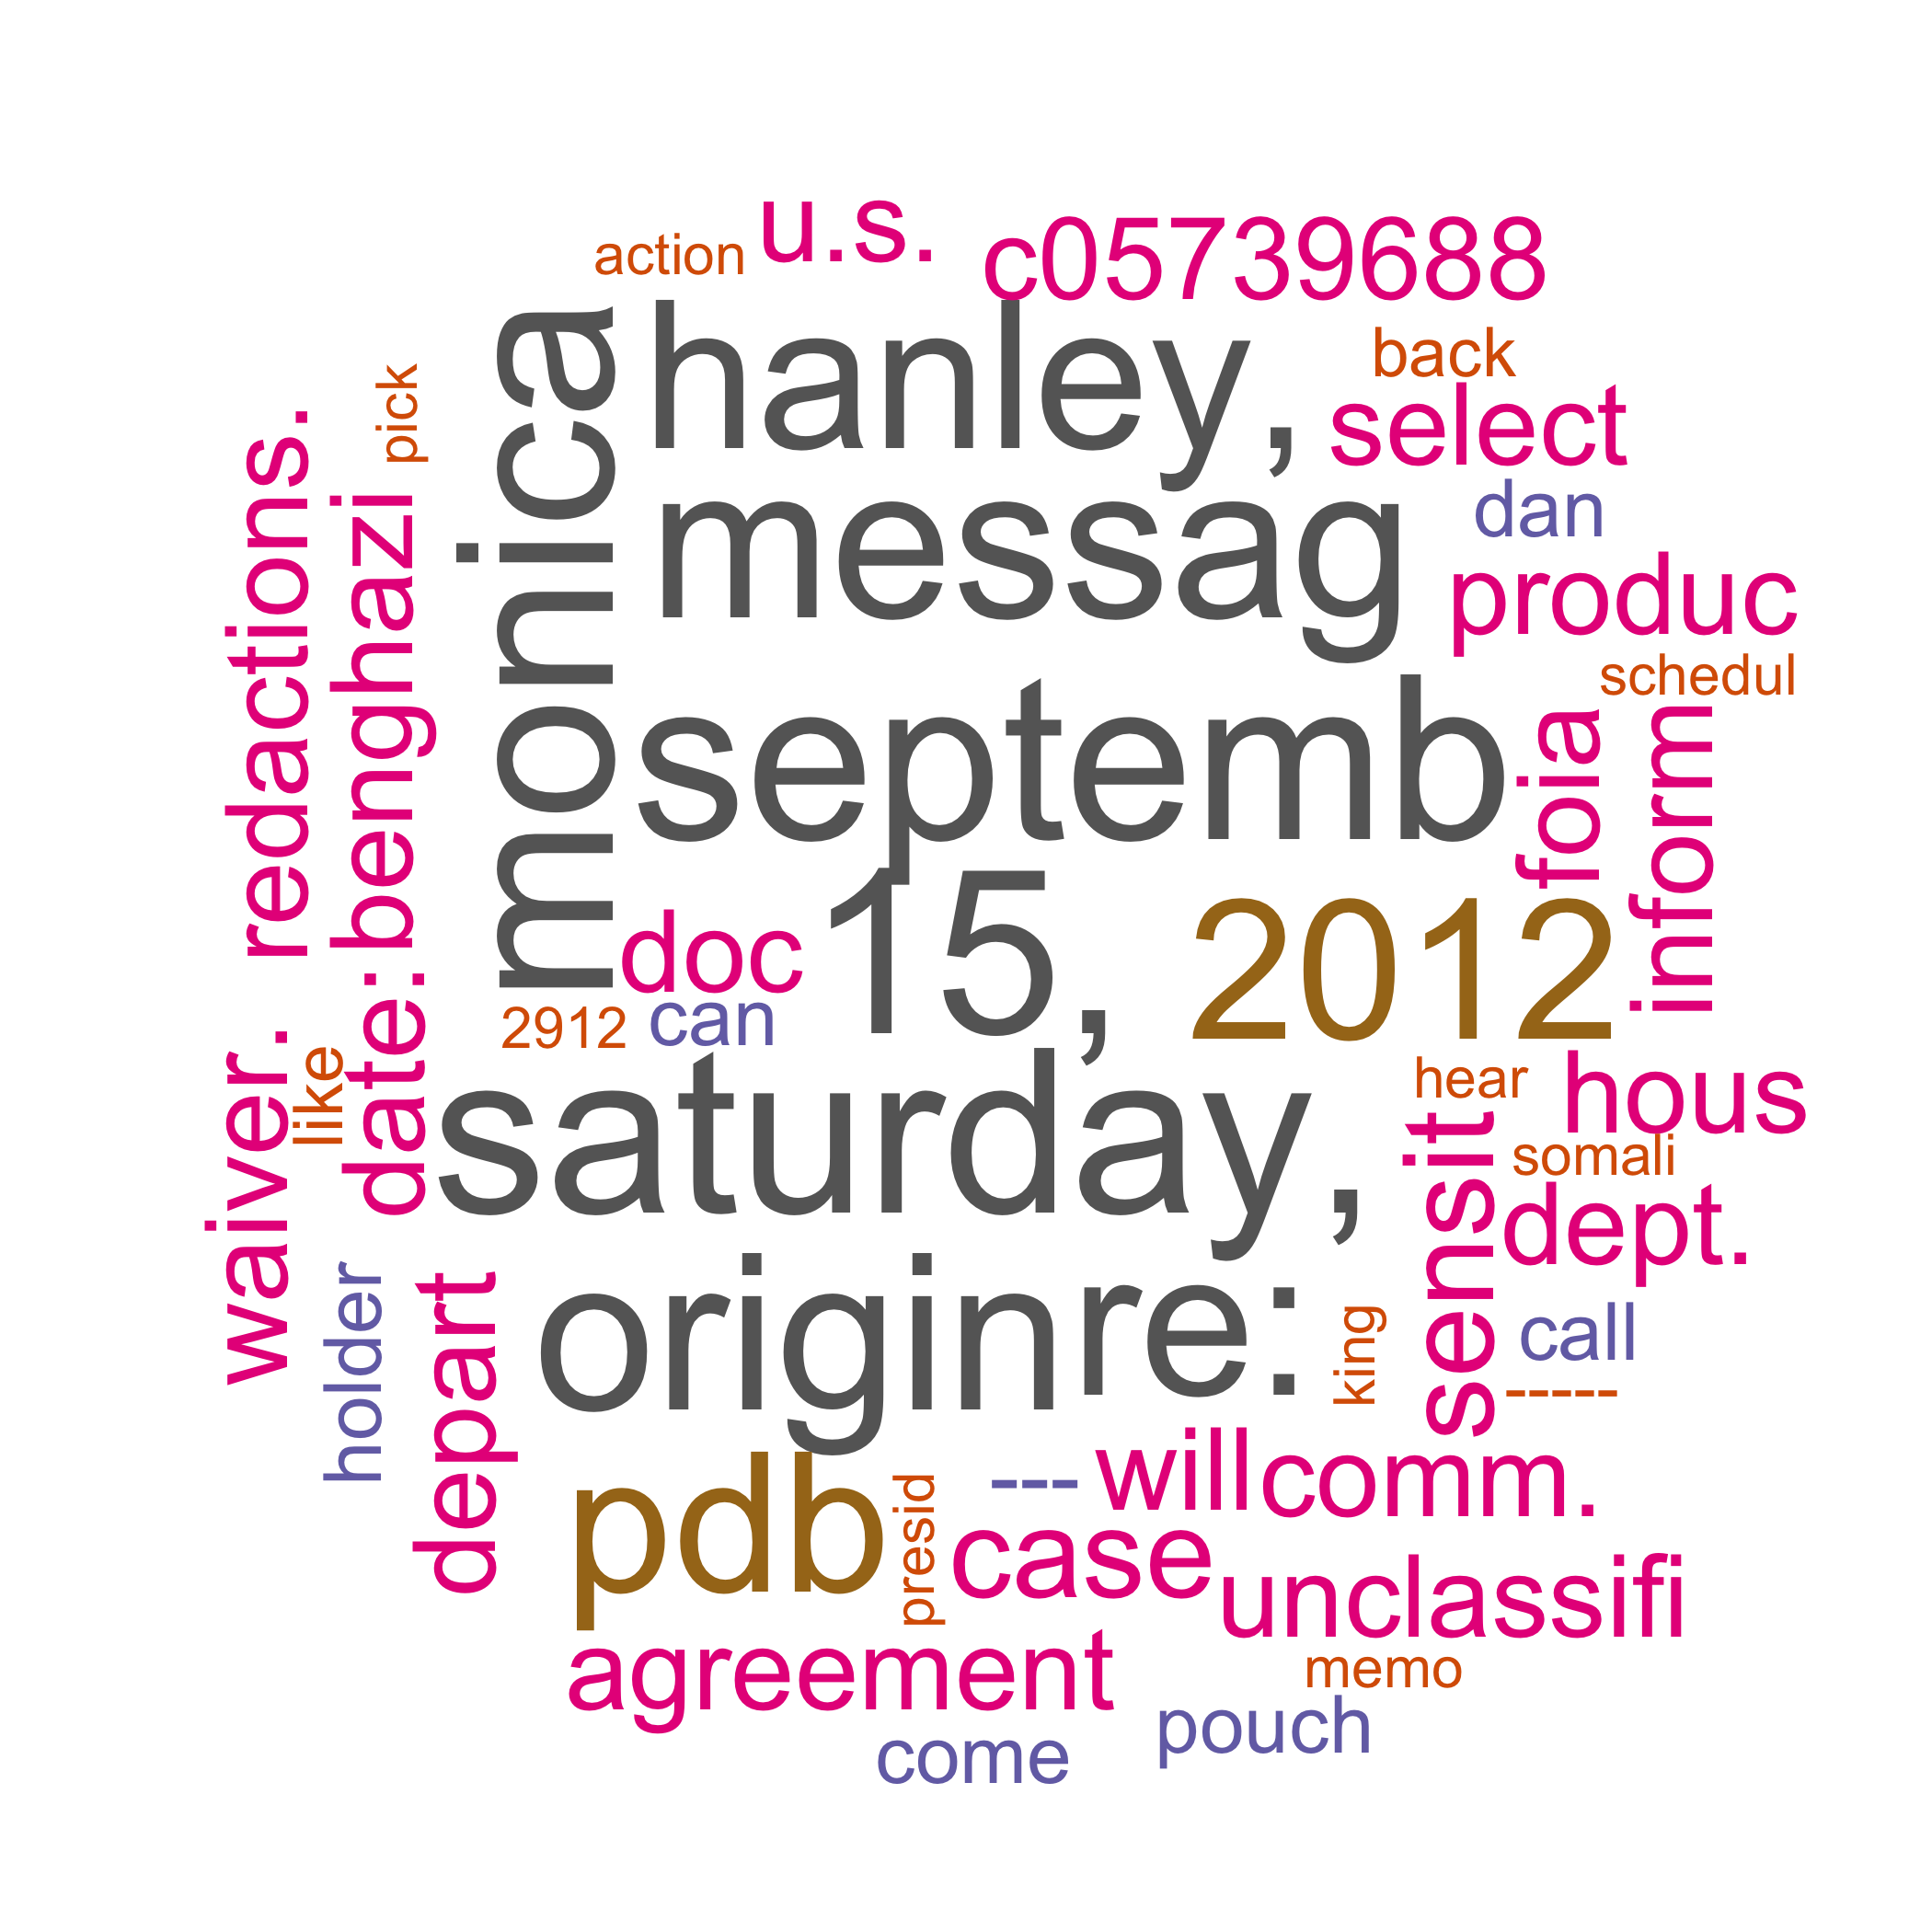 action u.s. c05739688
monica hanley, back
pick select
redactions. messag dan
benghazi produc
schedul
septemb foia inform
doc 15, 2012
date: 2912 can
waiver. like saturday, hear hous
somali
sensit dept.
holder depart origin re: king call
-----
pdb presid --- will comm.
case unclassifi
agreement memo
come pouch